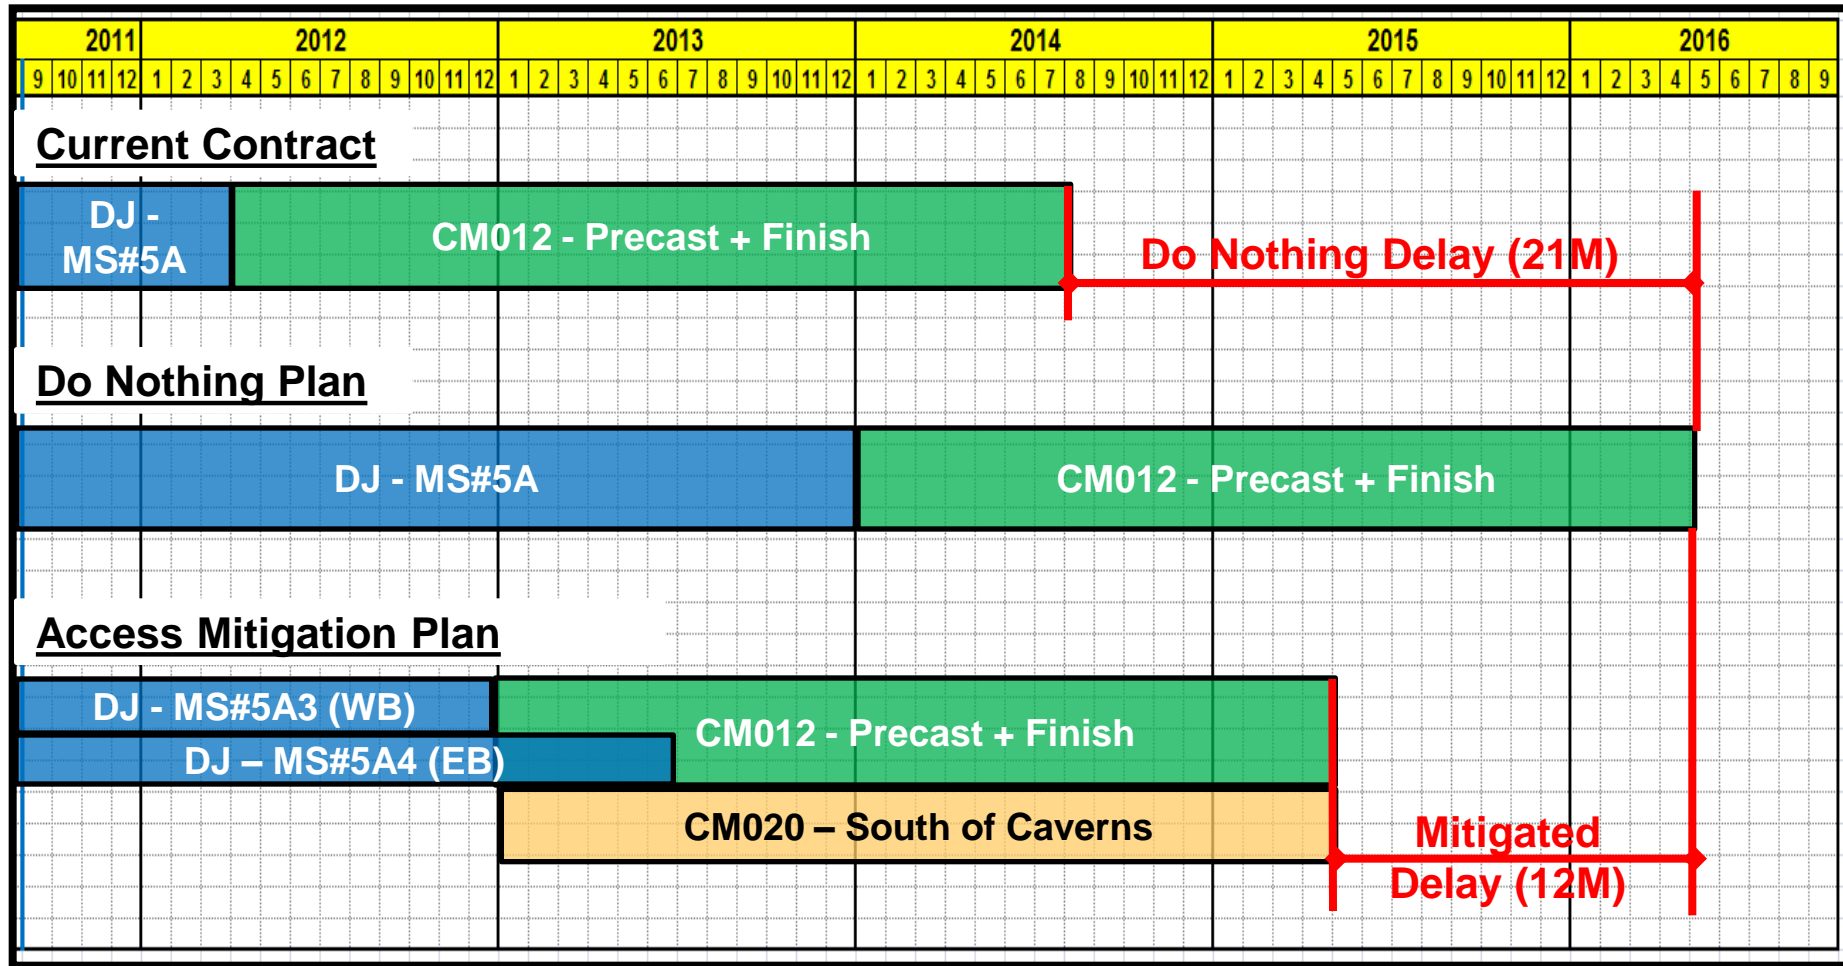 2011 2012 2013 2014 2015 2016
9 10 11 12 1 2 3 4 5 6 7 8 9 10 11 12 1 2 3 4 5 6 7 8 9 10 11 12 1 2 3 4 5 6 7 8 9 10 11 12 1 2 3 4 5 6 7 8 9 10 11 12 1 2 3 4 5 6 7 8 9
Current Contract
DJ -
MS#5A
CM012 - Precast + Finish
Do Nothing Delay (21M)
Do Nothing Plan
DJ - MS#5A
CM012 - Precast + Finish
Access Mitigation Plan
DJ - MS#5A3 (WB)
DJ – MS#5A4 (EB)
CM012 - Precast + Finish
CM020 – South of Caverns
Mitigated
Delay (12M)